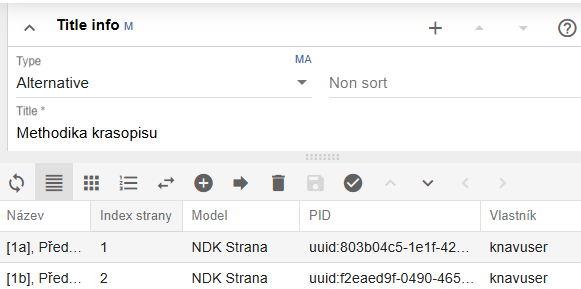 Title info M
Type MA
Alternative Non sort
Title *
Methodika krasopisu
Název Index strany Model PID Vlastník
[1a], Před... 1 NDK Strana uuid:803b04c5-1e1f-42... knavuser
[1b], Před... 2 NDK Strana uuid:f2eaed9f-0490-465... knavuser